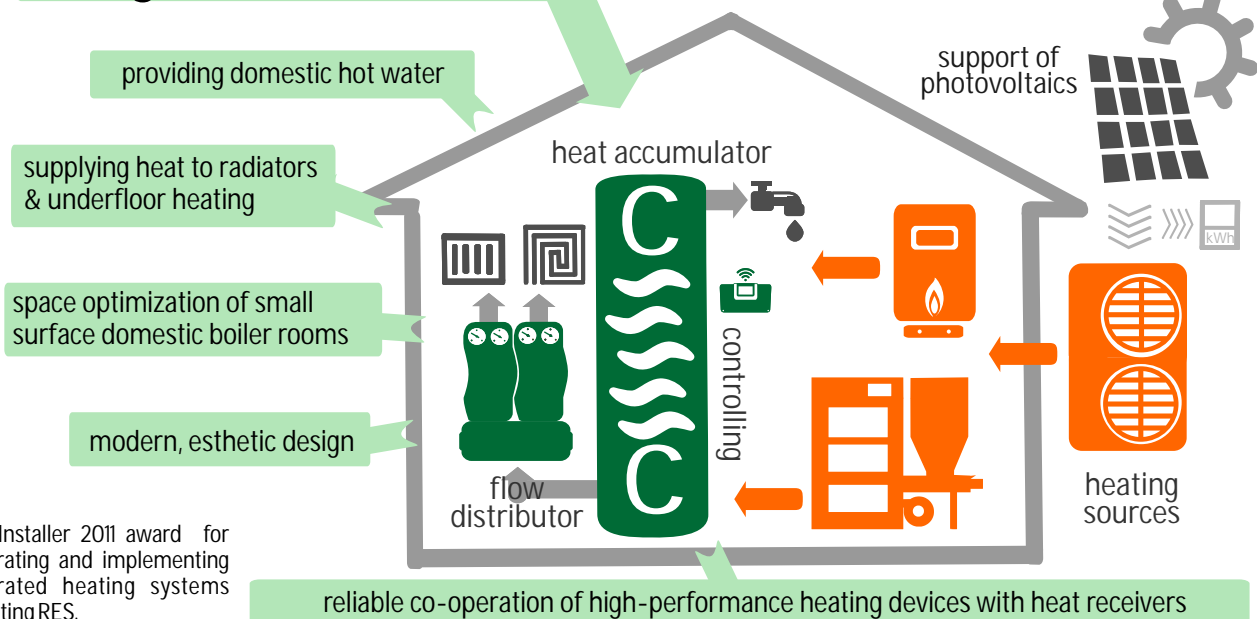 providing domestic hot water
support of
photovoltaics
heat accumulator
supplying heat to radiators
& underfloor heating
C
kWh
space optimization of small
surface domestic boiler rooms
controlling
modern, esthetic design
C
flow
distributor
heating
sources
Installer 2011 award for
rating and implementing
rated heating systems
ting RES.
reliable co-operation of high-performance heating devices with heat receivers